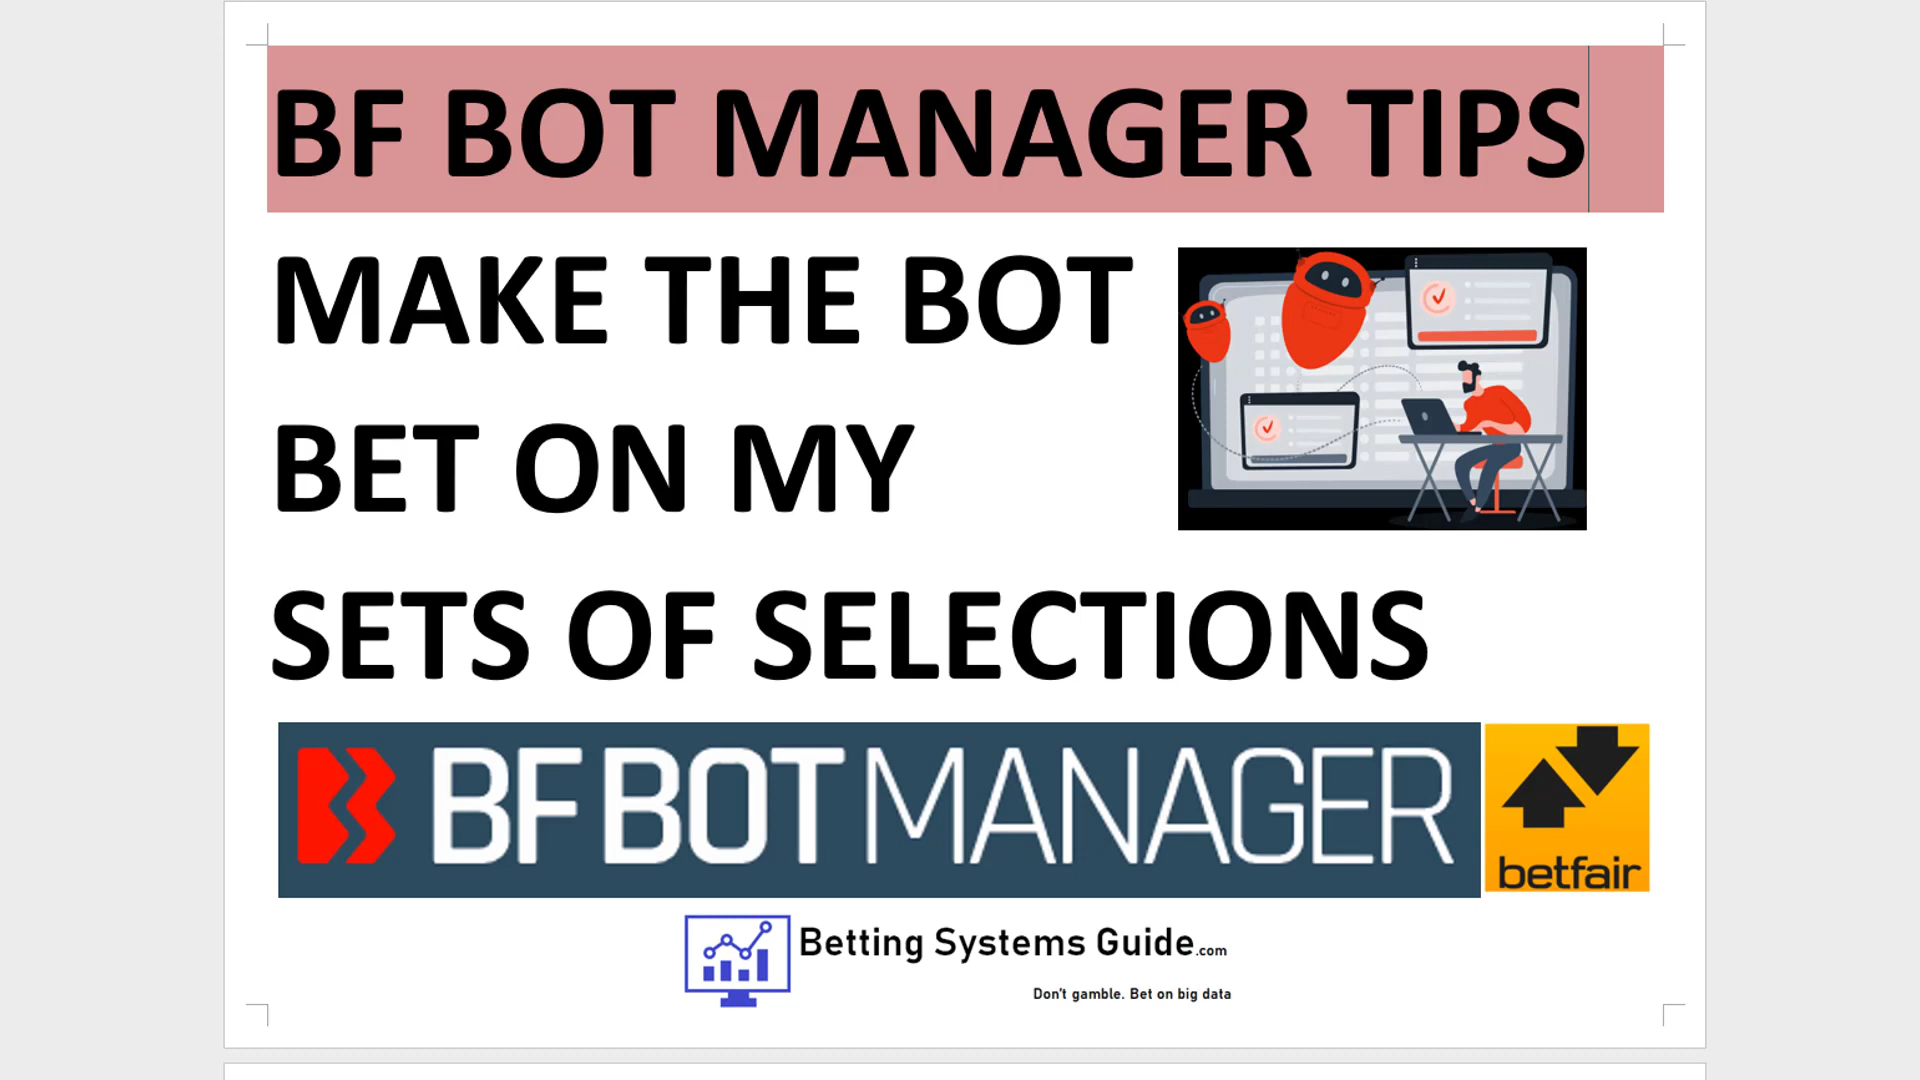 BF BOT MANAGER TIPS
MAKE THE BOT
BET ON MY
SETS OF SELECTIONS
BF BOT MANAGER
betfair
Betting Systems Guide.com
Don't gamble. Bet on big data